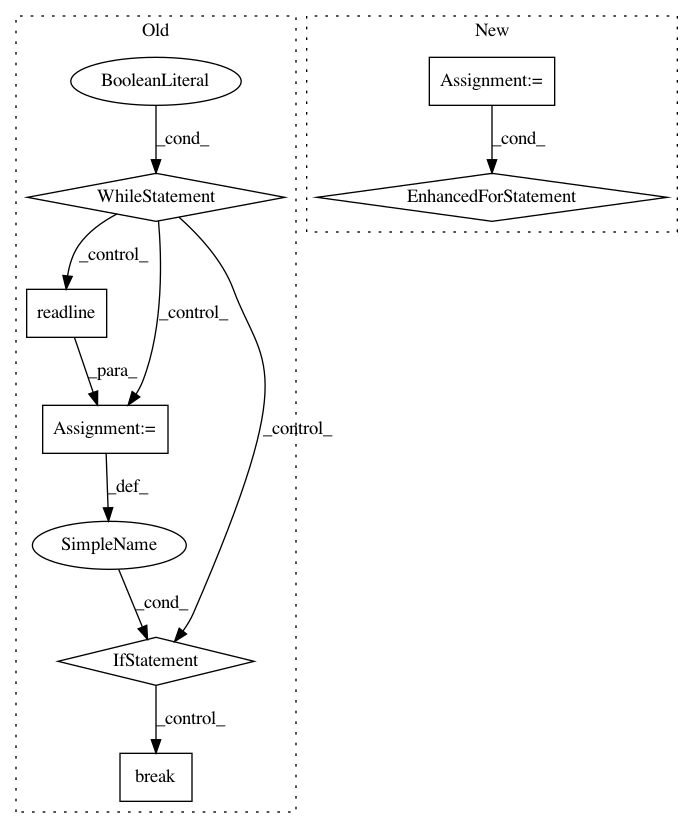 Old
New
BooleanLiteral
Assignment:=
_cond_
_cond_
WhileStatement
EnhancedForStatement
_control_
_control_
readline
_para_
Assignment:=
_control_
_def_
SimpleName
_cond_
IfStatement
_control_
break